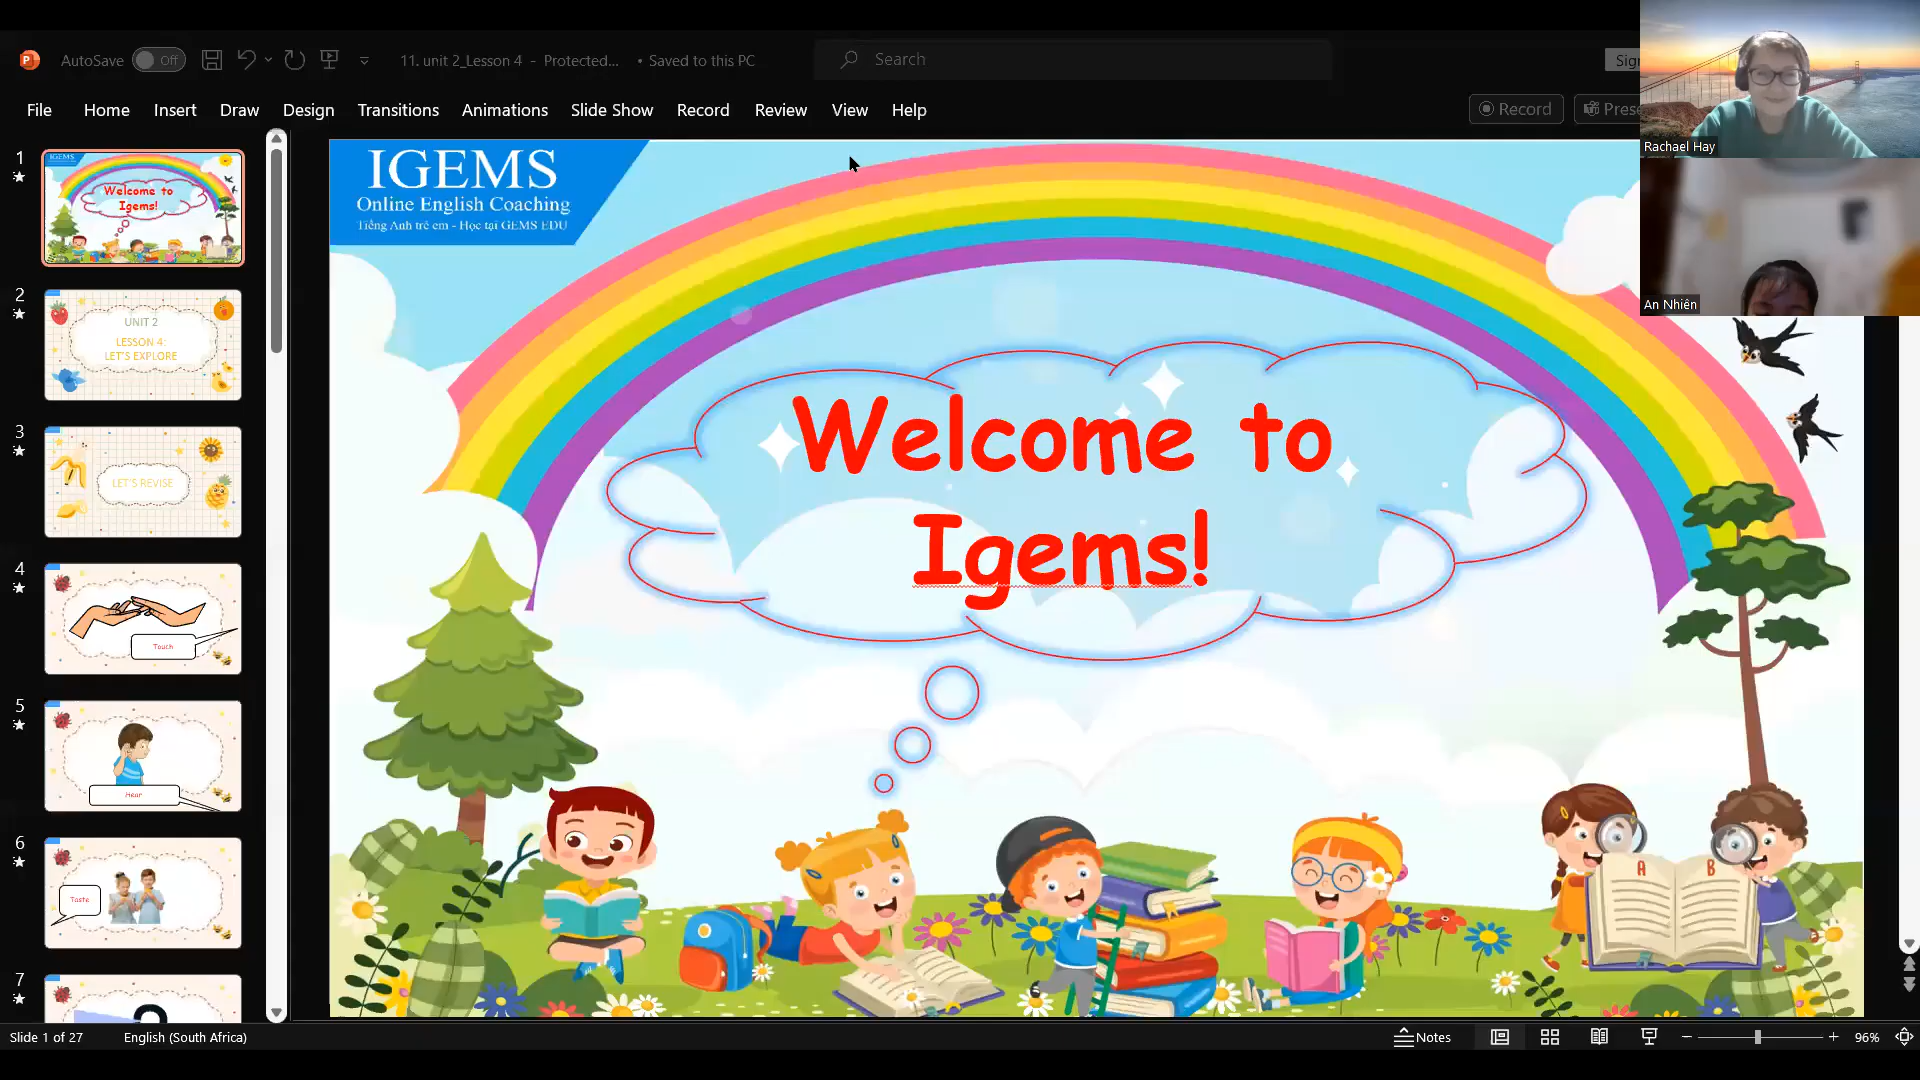 AutoSave Off 11. unit 2_Lesson 4 - Protected... • Saved to this PC Search
File Home Insert Draw Design Transitions Animations Slide Show Record Review View Help Record
Rachael Hay
An Nhiên
1
Welcome to
Igems!
2
UNIT 2
LESSON 4:
LET'S EXPLORE
3
LET'S REVISE
4
Touch
5
Hear
6
Taste
7
IGEMS
Online English Coaching
Tiếng Anh trẻ em - Học tại GEMS EDU
Welcome to
Igems!
A B
Slide 1 of 27 English (South Africa) Notes 96%